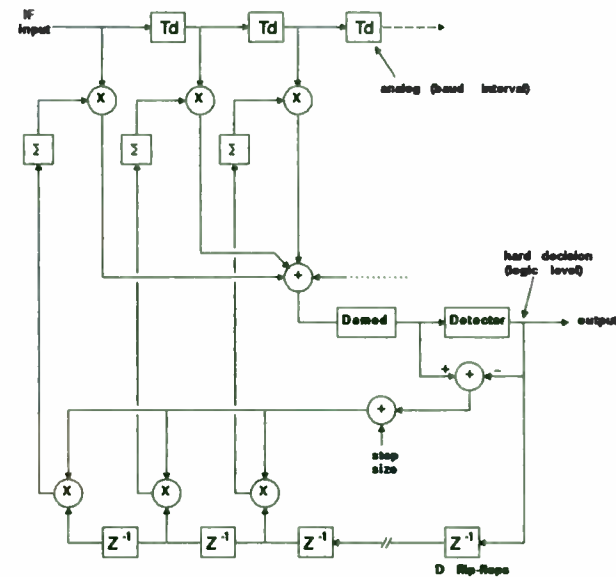 IF
input
Td
Td
Td
analog (baud interval)
X
X
X
Σ
Σ
Σ
+
hard decision
(logic level)
Demod
Detector
output
+
+
−
+
step
size
X
X
X
Z⁻¹
Z⁻¹
Z⁻¹
Z⁻¹
D flip-flops